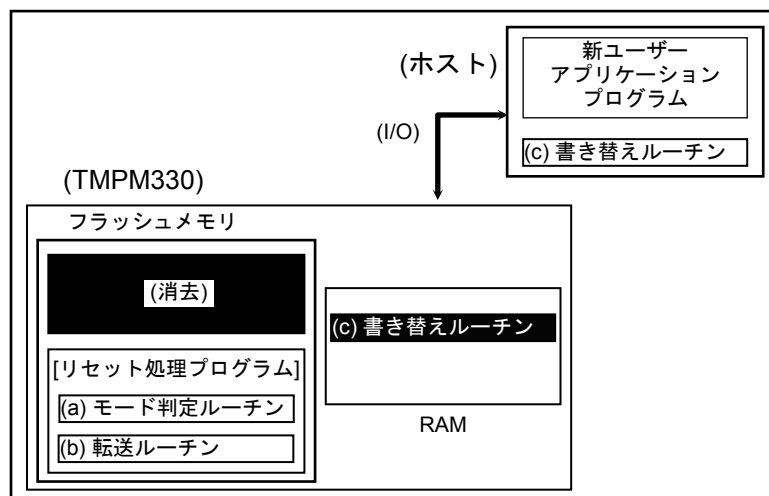 (ホスト)
新ユーザー
アプリケーション
プログラム
(I/O)
(c) 書き替えルーチン
(TMPM330)
フラッシュメモリ
(消去)
(c) 書き替えルーチン
[リセット処理プログラム]
(a) モード判定ルーチン
(b) 転送ルーチン
RAM